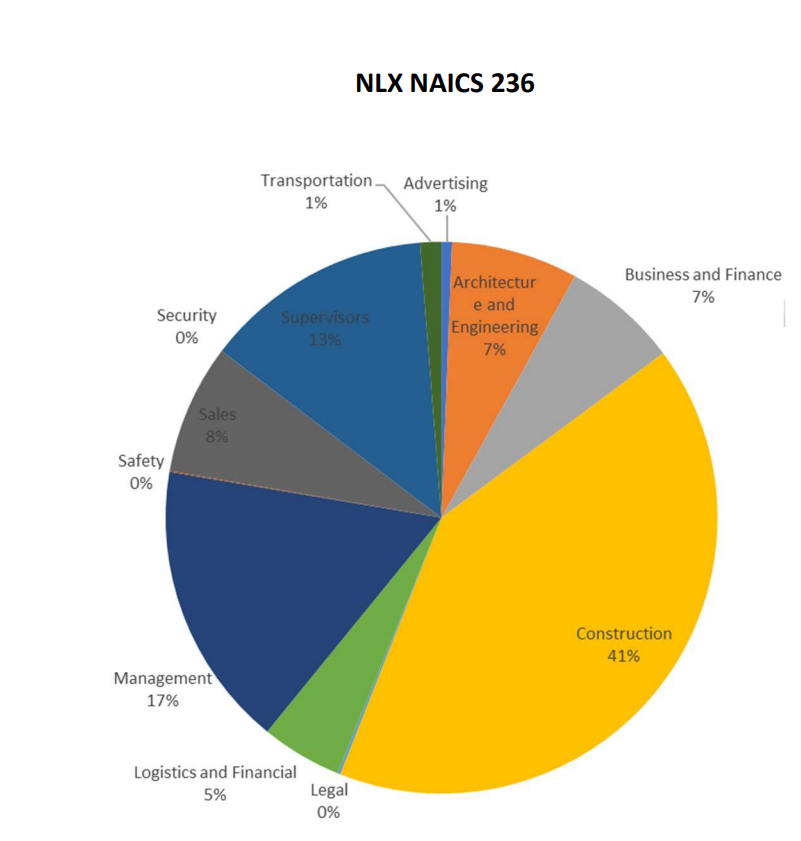 NLX NAICS 236
Transportation
1%
Advertising
1%
Architectur
e and
Engineering
7%
Business and Finance
7%
Construction
41%
Legal
0%
Logistics and Financial
5%
Management
17%
Safety
0%
Sales
8%
Security
0%
Supervisors
13%